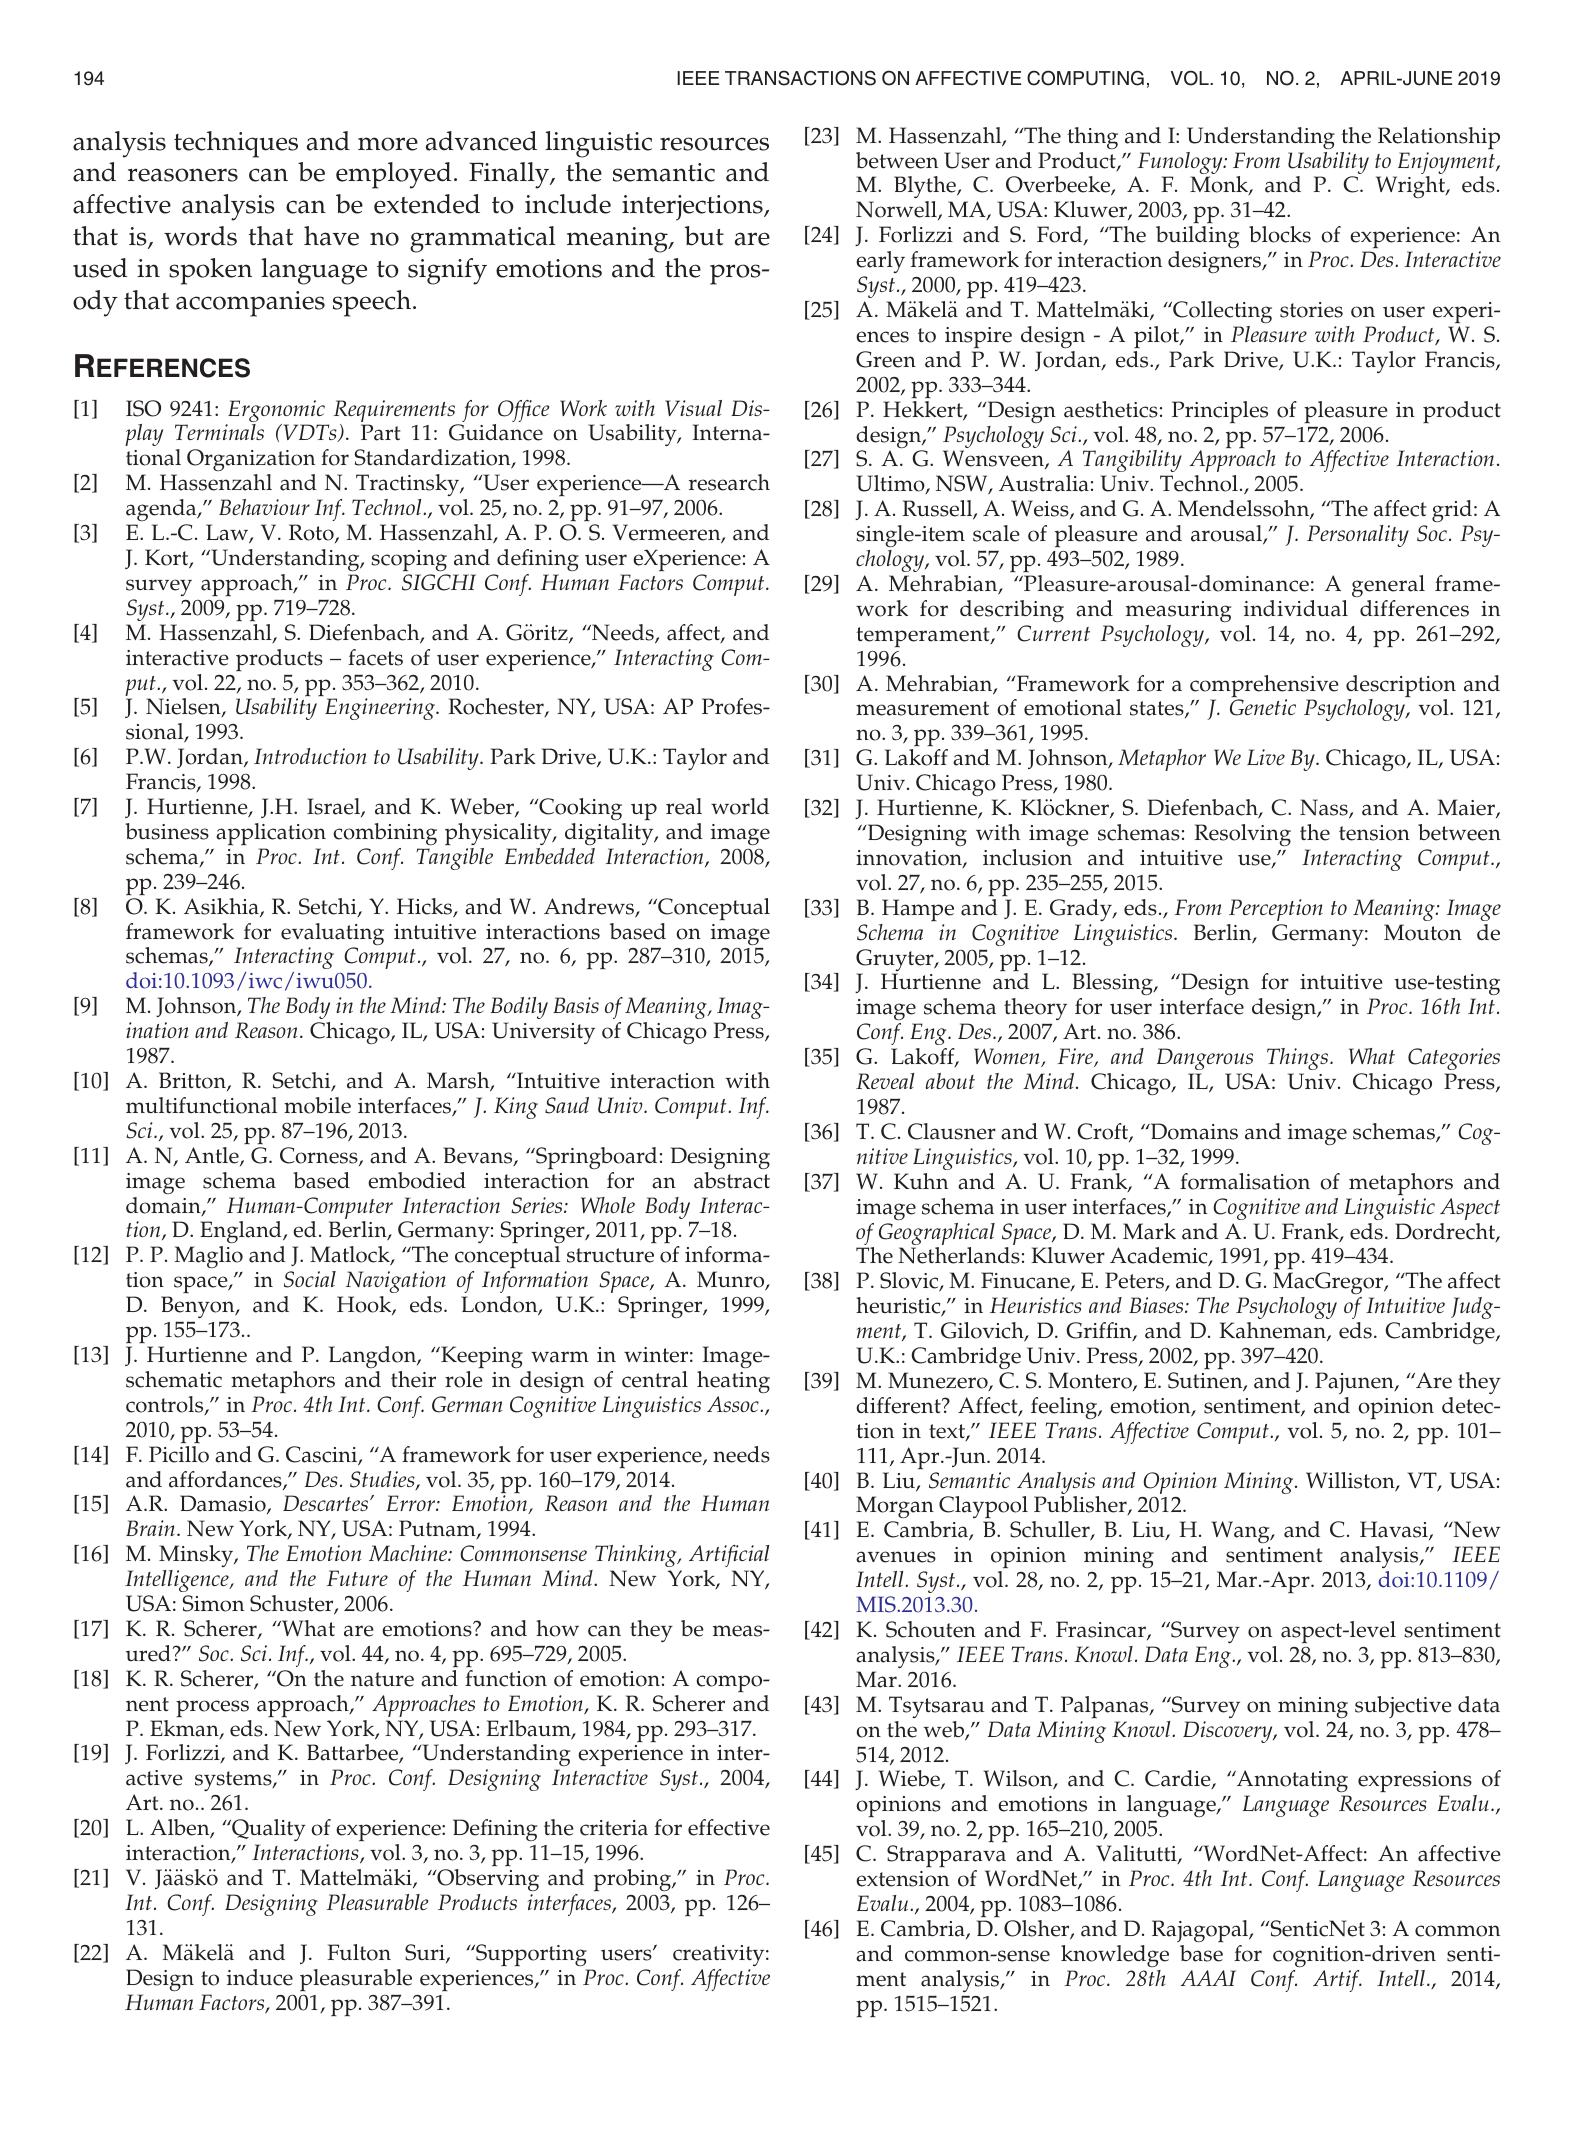 194
IEEE TRANSACTIONS ON AFFECTIVE COMPUTING, VOL. 10, NO. 2, APRIL-JUNE 2019
analysis techniques and more advanced linguistic resources
and reasoners can be employed. Finally, the semantic and
affective analysis can be extended to include interjections,
that is, words that have no grammatical meaning, but are
used in spoken language to signify emotions and the pros-
ody that accompanies speech.
REFERENCES
[1] ISO 9241: Ergonomic Requirements for Office Work with Visual Dis-
play Terminals (VDTs). Part 11: Guidance on Usability, Interna-
tional Organization for Standardization, 1998.
[2] M. Hassenzahl and N. Tractinsky, “User experience—A research
agenda,” Behaviour Inf. Technol., vol. 25, no. 2, pp. 91–97, 2006.
[3] E. L.-C. Law, V. Roto, M. Hassenzahl, A. P. O. S. Vermeeren, and
J. Kort, “Understanding, scoping and defining user eXperience: A
survey approach,” in Proc. SIGCHI Conf. Human Factors Comput.
Syst., 2009, pp. 719–728.
[4] M. Hassenzahl, S. Diefenbach, and A. Göritz, “Needs, affect, and
interactive products – facets of user experience,” Interacting Com-
put., vol. 22, no. 5, pp. 353–362, 2010.
[5] J. Nielsen, Usability Engineering. Rochester, NY, USA: AP Profes-
sional, 1993.
[6] P.W. Jordan, Introduction to Usability. Park Drive, U.K.: Taylor and
Francis, 1998.
[7] J. Hurtienne, J.H. Israel, and K. Weber, “Cooking up real world
business application combining physicality, digitality, and image
schema,” in Proc. Int. Conf. Tangible Embedded Interaction, 2008,
pp. 239–246.
[8] O. K. Asikhia, R. Setchi, Y. Hicks, and W. Andrews, “Conceptual
framework for evaluating intuitive interactions based on image
schemas,” Interacting Comput., vol. 27, no. 6, pp. 287–310, 2015,
doi:10.1093/iwc/iwu050.
[9] M. Johnson, The Body in the Mind: The Bodily Basis of Meaning, Imag-
ination and Reason. Chicago, IL, USA: University of Chicago Press,
1987.
[10] A. Britton, R. Setchi, and A. Marsh, “Intuitive interaction with
multifunctional mobile interfaces,” J. King Saud Univ. Comput. Inf.
Sci., vol. 25, pp. 87–196, 2013.
[11] A. N, Antle, G. Corness, and A. Bevans, “Springboard: Designing
image schema based embodied interaction for an abstract
domain,” Human-Computer Interaction Series: Whole Body Interac-
tion, D. England, ed. Berlin, Germany: Springer, 2011, pp. 7–18.
[12] P. P. Maglio and J. Matlock, “The conceptual structure of informa-
tion space,” in Social Navigation of Information Space, A. Munro,
D. Benyon, and K. Hook, eds. London, U.K.: Springer, 1999,
pp. 155–173..
[13] J. Hurtienne and P. Langdon, “Keeping warm in winter: Image-
schematic metaphors and their role in design of central heating
controls,” in Proc. 4th Int. Conf. German Cognitive Linguistics Assoc.,
2010, pp. 53–54.
[14] F. Picillo and G. Cascini, “A framework for user experience, needs
and affordances,” Des. Studies, vol. 35, pp. 160–179, 2014.
[15] A.R. Damasio, Descartes’ Error: Emotion, Reason and the Human
Brain. New York, NY, USA: Putnam, 1994.
[16] M. Minsky, The Emotion Machine: Commonsense Thinking, Artificial
Intelligence, and the Future of the Human Mind. New York, NY,
USA: Simon Schuster, 2006.
[17] K. R. Scherer, “What are emotions? and how can they be meas-
ured?” Soc. Sci. Inf., vol. 44, no. 4, pp. 695–729, 2005.
[18] K. R. Scherer, “On the nature and function of emotion: A compo-
nent process approach,” Approaches to Emotion, K. R. Scherer and
P. Ekman, eds. New York, NY, USA: Erlbaum, 1984, pp. 293–317.
[19] J. Forlizzi, and K. Battarbee, “Understanding experience in inter-
active systems,” in Proc. Conf. Designing Interactive Syst., 2004,
Art. no.. 261.
[20] L. Alben, “Quality of experience: Defining the criteria for effective
interaction,” Interactions, vol. 3, no. 3, pp. 11–15, 1996.
[21] V. Jääskö and T. Mattelmäki, “Observing and probing,” in Proc.
Int. Conf. Designing Pleasurable Products interfaces, 2003, pp. 126–
131.
[22] A. Mäkelä and J. Fulton Suri, “Supporting users’ creativity:
Design to induce pleasurable experiences,” in Proc. Conf. Affective
Human Factors, 2001, pp. 387–391.
[23] M. Hassenzahl, “The thing and I: Understanding the Relationship
between User and Product,” Funology: From Usability to Enjoyment,
M. Blythe, C. Overbeeke, A. F. Monk, and P. C. Wright, eds.
Norwell, MA, USA: Kluwer, 2003, pp. 31–42.
[24] J. Forlizzi and S. Ford, “The building blocks of experience: An
early framework for interaction designers,” in Proc. Des. Interactive
Syst., 2000, pp. 419–423.
[25] A. Mäkelä and T. Mattelmäki, “Collecting stories on user experi-
ences to inspire design - A pilot,” in Pleasure with Product, W. S.
Green and P. W. Jordan, eds., Park Drive, U.K.: Taylor Francis,
2002, pp. 333–344.
[26] P. Hekkert, “Design aesthetics: Principles of pleasure in product
design,” Psychology Sci., vol. 48, no. 2, pp. 57–172, 2006.
[27] S. A. G. Wensveen, A Tangibility Approach to Affective Interaction.
Ultimo, NSW, Australia: Univ. Technol., 2005.
[28] J. A. Russell, A. Weiss, and G. A. Mendelssohn, “The affect grid: A
single-item scale of pleasure and arousal,” J. Personality Soc. Psy-
chology, vol. 57, pp. 493–502, 1989.
[29] A. Mehrabian, “Pleasure-arousal-dominance: A general frame-
work for describing and measuring individual differences in
temperament,” Current Psychology, vol. 14, no. 4, pp. 261–292,
1996.
[30] A. Mehrabian, “Framework for a comprehensive description and
measurement of emotional states,” J. Genetic Psychology, vol. 121,
no. 3, pp. 339–361, 1995.
[31] G. Lakoff and M. Johnson, Metaphor We Live By. Chicago, IL, USA:
Univ. Chicago Press, 1980.
[32] J. Hurtienne, K. Klöckner, S. Diefenbach, C. Nass, and A. Maier,
“Designing with image schemas: Resolving the tension between
innovation, inclusion and intuitive use,” Interacting Comput.,
vol. 27, no. 6, pp. 235–255, 2015.
[33] B. Hampe and J. E. Grady, eds., From Perception to Meaning: Image
Schema in Cognitive Linguistics. Berlin, Germany: Mouton de
Gruyter, 2005, pp. 1–12.
[34] J. Hurtienne and L. Blessing, “Design for intuitive use-testing
image schema theory for user interface design,” in Proc. 16th Int.
Conf. Eng. Des., 2007, Art. no. 386.
[35] G. Lakoff, Women, Fire, and Dangerous Things. What Categories
Reveal about the Mind. Chicago, IL, USA: Univ. Chicago Press,
1987.
[36] T. C. Clausner and W. Croft, “Domains and image schemas,” Cog-
nitive Linguistics, vol. 10, pp. 1–32, 1999.
[37] W. Kuhn and A. U. Frank, “A formalisation of metaphors and
image schema in user interfaces,” in Cognitive and Linguistic Aspect
of Geographical Space, D. M. Mark and A. U. Frank, eds. Dordrecht,
The Netherlands: Kluwer Academic, 1991, pp. 419–434.
[38] P. Slovic, M. Finucane, E. Peters, and D. G. MacGregor, “The affect
heuristic,” in Heuristics and Biases: The Psychology of Intuitive Judg-
ment, T. Gilovich, D. Griffin, and D. Kahneman, eds. Cambridge,
U.K.: Cambridge Univ. Press, 2002, pp. 397–420.
[39] M. Munezero, C. S. Montero, E. Sutinen, and J. Pajunen, “Are they
different? Affect, feeling, emotion, sentiment, and opinion detec-
tion in text,” IEEE Trans. Affective Comput., vol. 5, no. 2, pp. 101–
111, Apr.-Jun. 2014.
[40] B. Liu, Semantic Analysis and Opinion Mining. Williston, VT, USA:
Morgan Claypool Publisher, 2012.
[41] E. Cambria, B. Schuller, B. Liu, H. Wang, and C. Havasi, “New
avenues in opinion mining and sentiment analysis,” IEEE
Intell. Syst., vol. 28, no. 2, pp. 15–21, Mar.-Apr. 2013, doi:10.1109/
MIS.2013.30.
[42] K. Schouten and F. Frasincar, “Survey on aspect-level sentiment
analysis,” IEEE Trans. Knowl. Data Eng., vol. 28, no. 3, pp. 813–830,
Mar. 2016.
[43] M. Tsytsarau and T. Palpanas, “Survey on mining subjective data
on the web,” Data Mining Knowl. Discovery, vol. 24, no. 3, pp. 478–
514, 2012.
[44] J. Wiebe, T. Wilson, and C. Cardie, “Annotating expressions of
opinions and emotions in language,” Language Resources Evalu.,
vol. 39, no. 2, pp. 165–210, 2005.
[45] C. Strapparava and A. Valitutti, “WordNet-Affect: An affective
extension of WordNet,” in Proc. 4th Int. Conf. Language Resources
Evalu., 2004, pp. 1083–1086.
[46] E. Cambria, D. Olsher, and D. Rajagopal, “SenticNet 3: A common
and common-sense knowledge base for cognition-driven senti-
ment analysis,” in Proc. 28th AAAI Conf. Artif. Intell., 2014,
pp. 1515–1521.